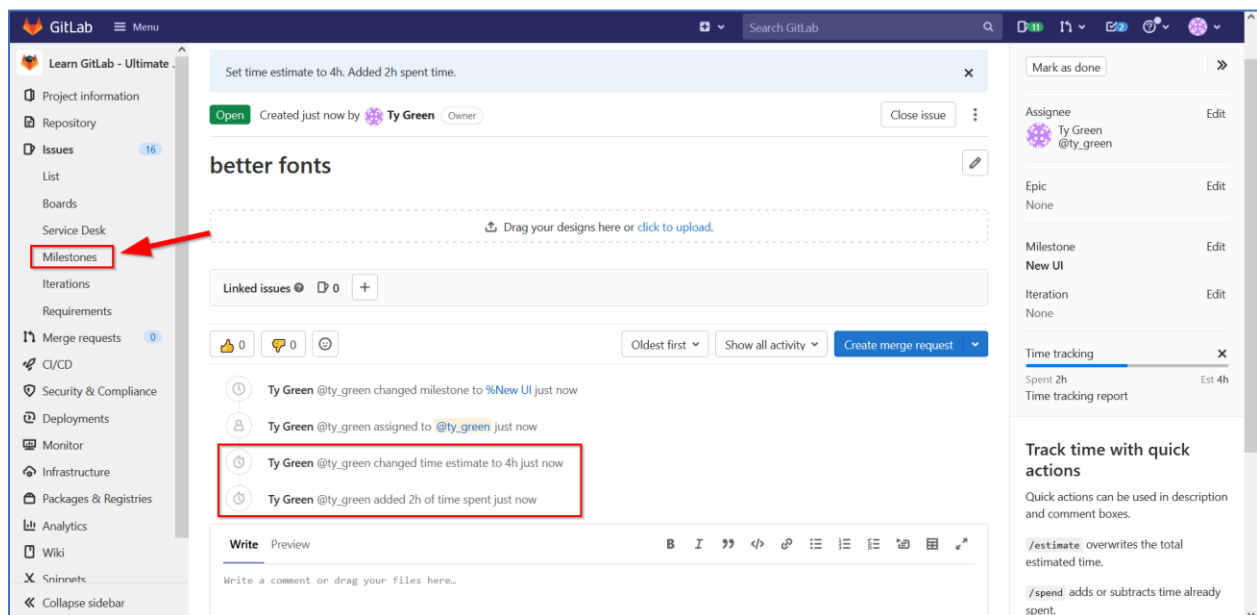 GitLab
Menu
Search GitLab
11
2
Learn GitLab - Ultimate .
Project information
Repository
Issues 16
List
Boards
Service Desk
Milestones
Iterations
Requirements
Merge requests 0
CI/CD
Security & Compliance
Deployments
Monitor
Infrastructure
Packages & Registries
Analytics
Wiki
Snippets
Collapse sidebar
Set time estimate to 4h. Added 2h spent time.
Open Created just now by Ty Green Owner
Close issue
better fonts
Drag your designs here or click to upload.
Linked issues 0
0 0
Oldest first Show all activity Create merge request
Ty Green @ty_green changed milestone to %New UI just now
Ty Green @ty_green assigned to @ty_green just now
Ty Green @ty_green changed time estimate to 4h just now
Ty Green @ty_green added 2h of time spent just now
Write Preview
B I
Write a comment or drag your files here…
Mark as done
Assignee Edit
Ty Green
@ty_green
Epic Edit
None
Milestone Edit
New UI
Iteration Edit
None
Time tracking
Spent 2h Est 4h
Time tracking report
Track time with quick
actions
Quick actions can be used in description
and comment boxes.
/estimate overwrites the total
estimated time.
/spend adds or subtracts time already
spent.